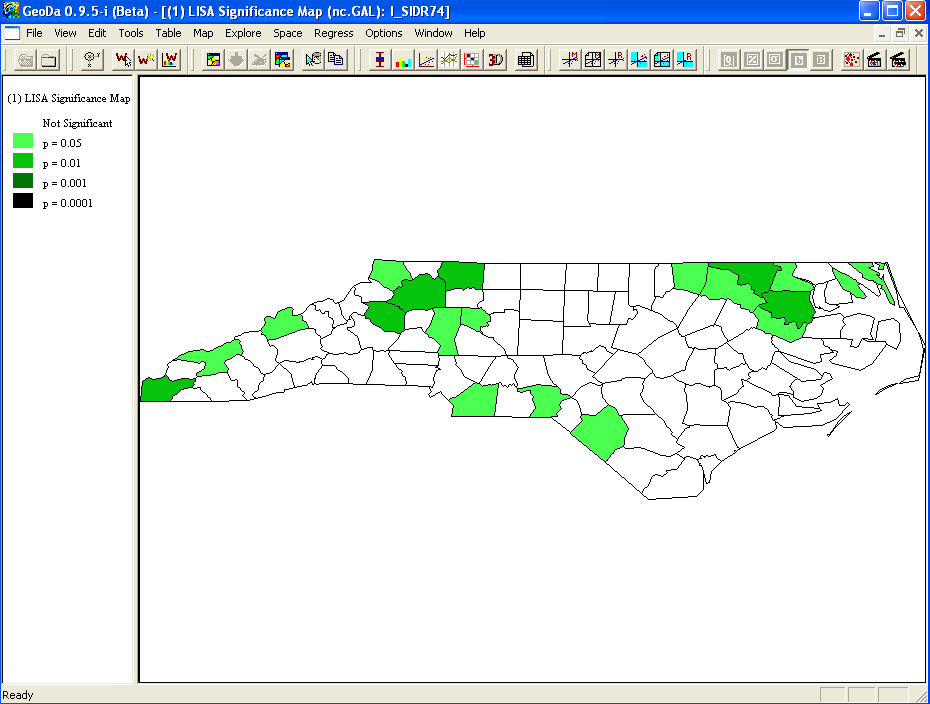 GeoDa 0.9.5-i (Beta) - [(1) LISA Significance Map (nc.GAL): I_SIDR74]
File View Edit Tools Table Map Explore Space Regress Options Window Help
(1) LISA Significance Map
Not Significant
p = 0.05
p = 0.01
p = 0.001
p = 0.0001
Ready